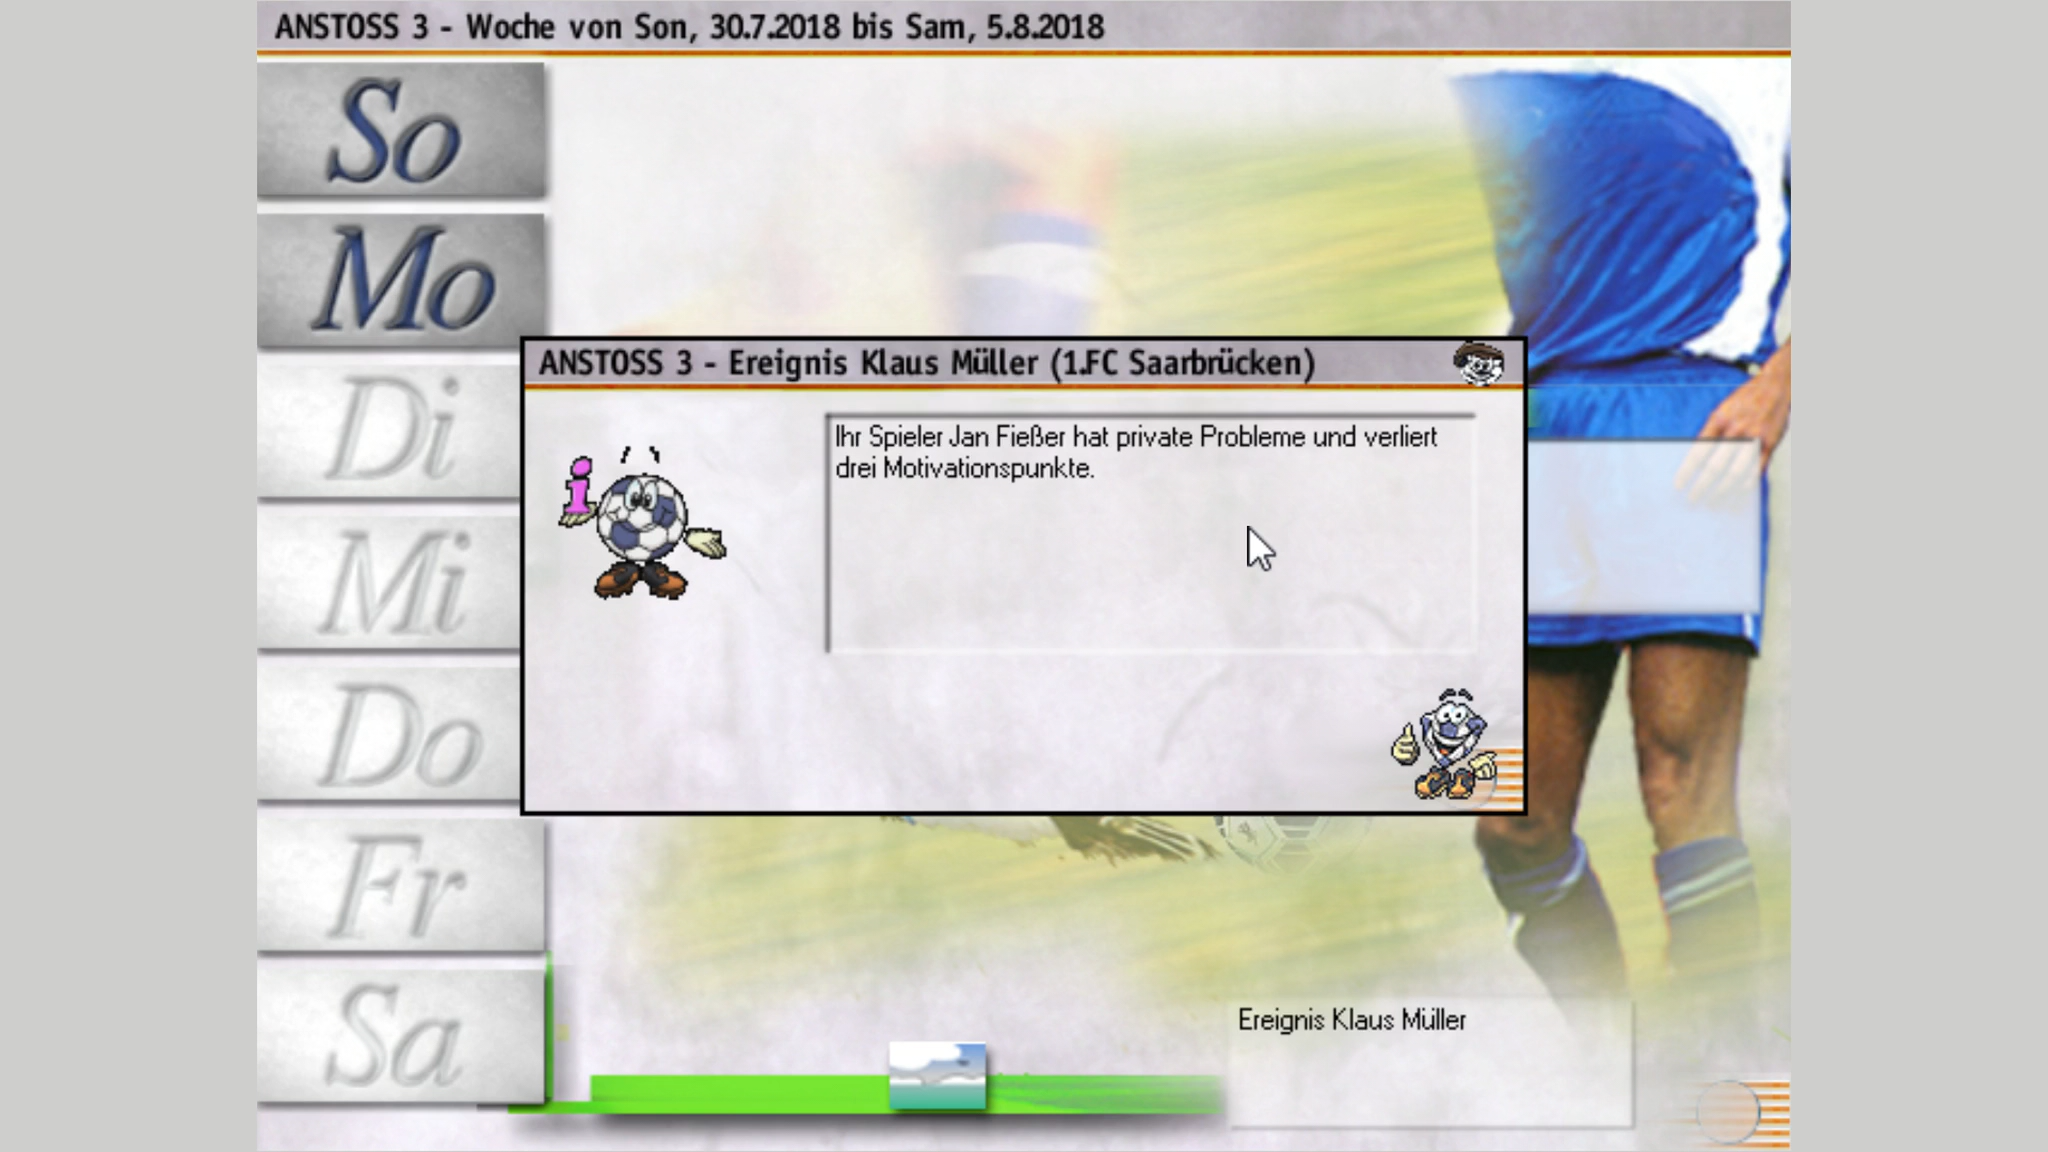 ANSTOSS 3 - Woche von Son, 30.7.2018 bis Sam, 5.8.2018
So
Mo
Di
Mi
Do
Fr
Sa
ANSTOSS 3 - Ereignis Klaus Müller (1.FC Saarbrücken)
Ihr Spieler Jan Fießer hat private Probleme und verliert
drei Motivationspunkte.
Ereignis Klaus Müller